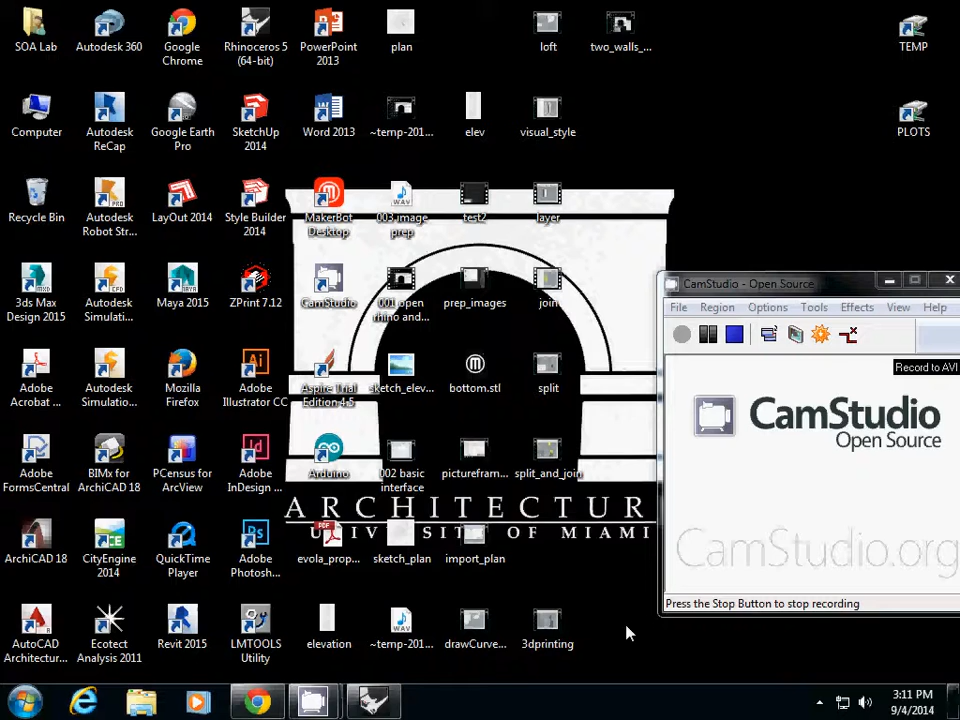 SOA Lab
Autodesk 360
Google
Chrome
Rhinoceros 5
(64-bit)
PowerPoint
2013
plan
loft
two_walls_...
TEMP
Computer
Autodesk
ReCap
Google Earth
Pro
SketchUp
2014
Word 2013
~temp-201...
elev
visual_style
PLOTS
Recycle Bin
Autodesk
Robot Str...
LayOut 2014
Style Builder
2014
MakerBot
Desktop
003 image
prep
test2
layer
3ds Max
Design 2015
Autodesk
Simulati...
Maya 2015
ZPrint 7.12
CamStudio
001 open
rhino and...
prep_images
join
Adobe
Acrobat ...
Autodesk
Simulatio...
Mozilla
Firefox
Adobe
Illustrator CC
Aspire Trial
Edition 4.5
sketch_elev...
bottom.stl
split
Adobe
FormsCentral
BIMx for
ArchiCAD 18
PCensus for
ArcView
Adobe
InDesign ...
Arduino
002 basic
interface
picturefram...
split_and_join
ARCHITECTUR
OF MIAMI
ArchiCAD 18
CityEngine
2014
QuickTime
Player
Adobe
Photosh...
evola_prop...
sketch_plan
import_plan
AutoCAD
Architectur...
Ecotect
Analysis 2011
Revit 2015
LMTOOLS
Utility
elevation
~temp-201...
drawCurve...
3dprinting
CamStudio - Open Source
File Region Options Tools Effects View Help
Record to AVI
CamStudio
Open Source
CamStudio.org
Press the Stop Button to stop recording
3:11 PM
9/4/2014